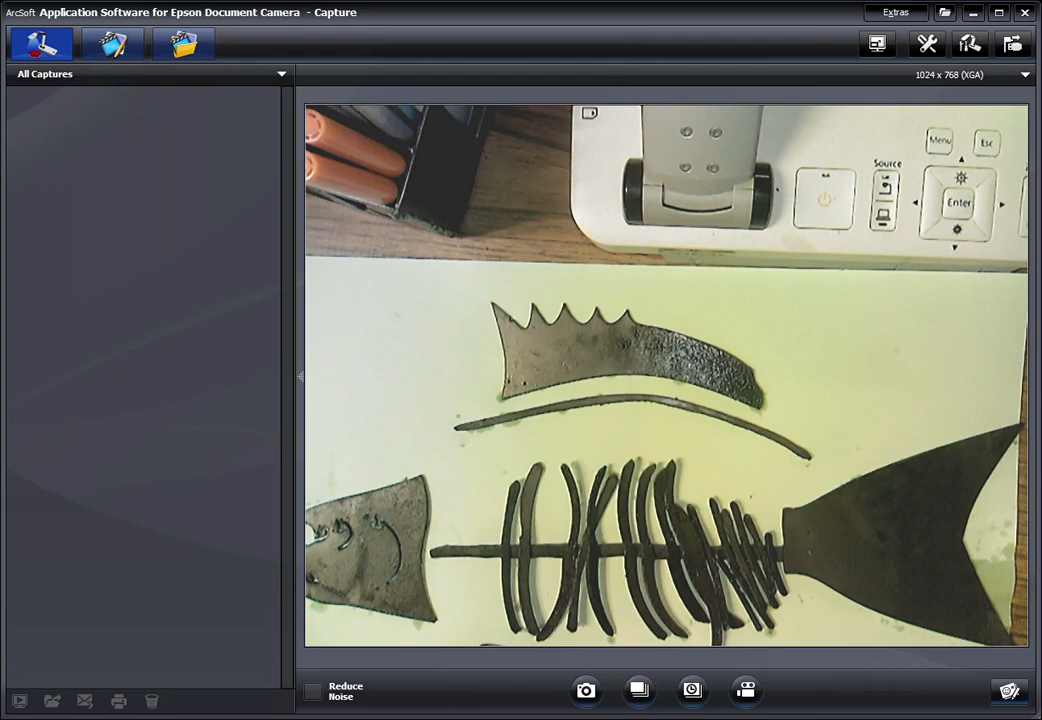 ArcSoft Application Software for Epson Document Camera - Capture
Extras
All Captures
1024 x 768 (XGA)
Menu
Esc
Source
Enter
Reduce
Noise